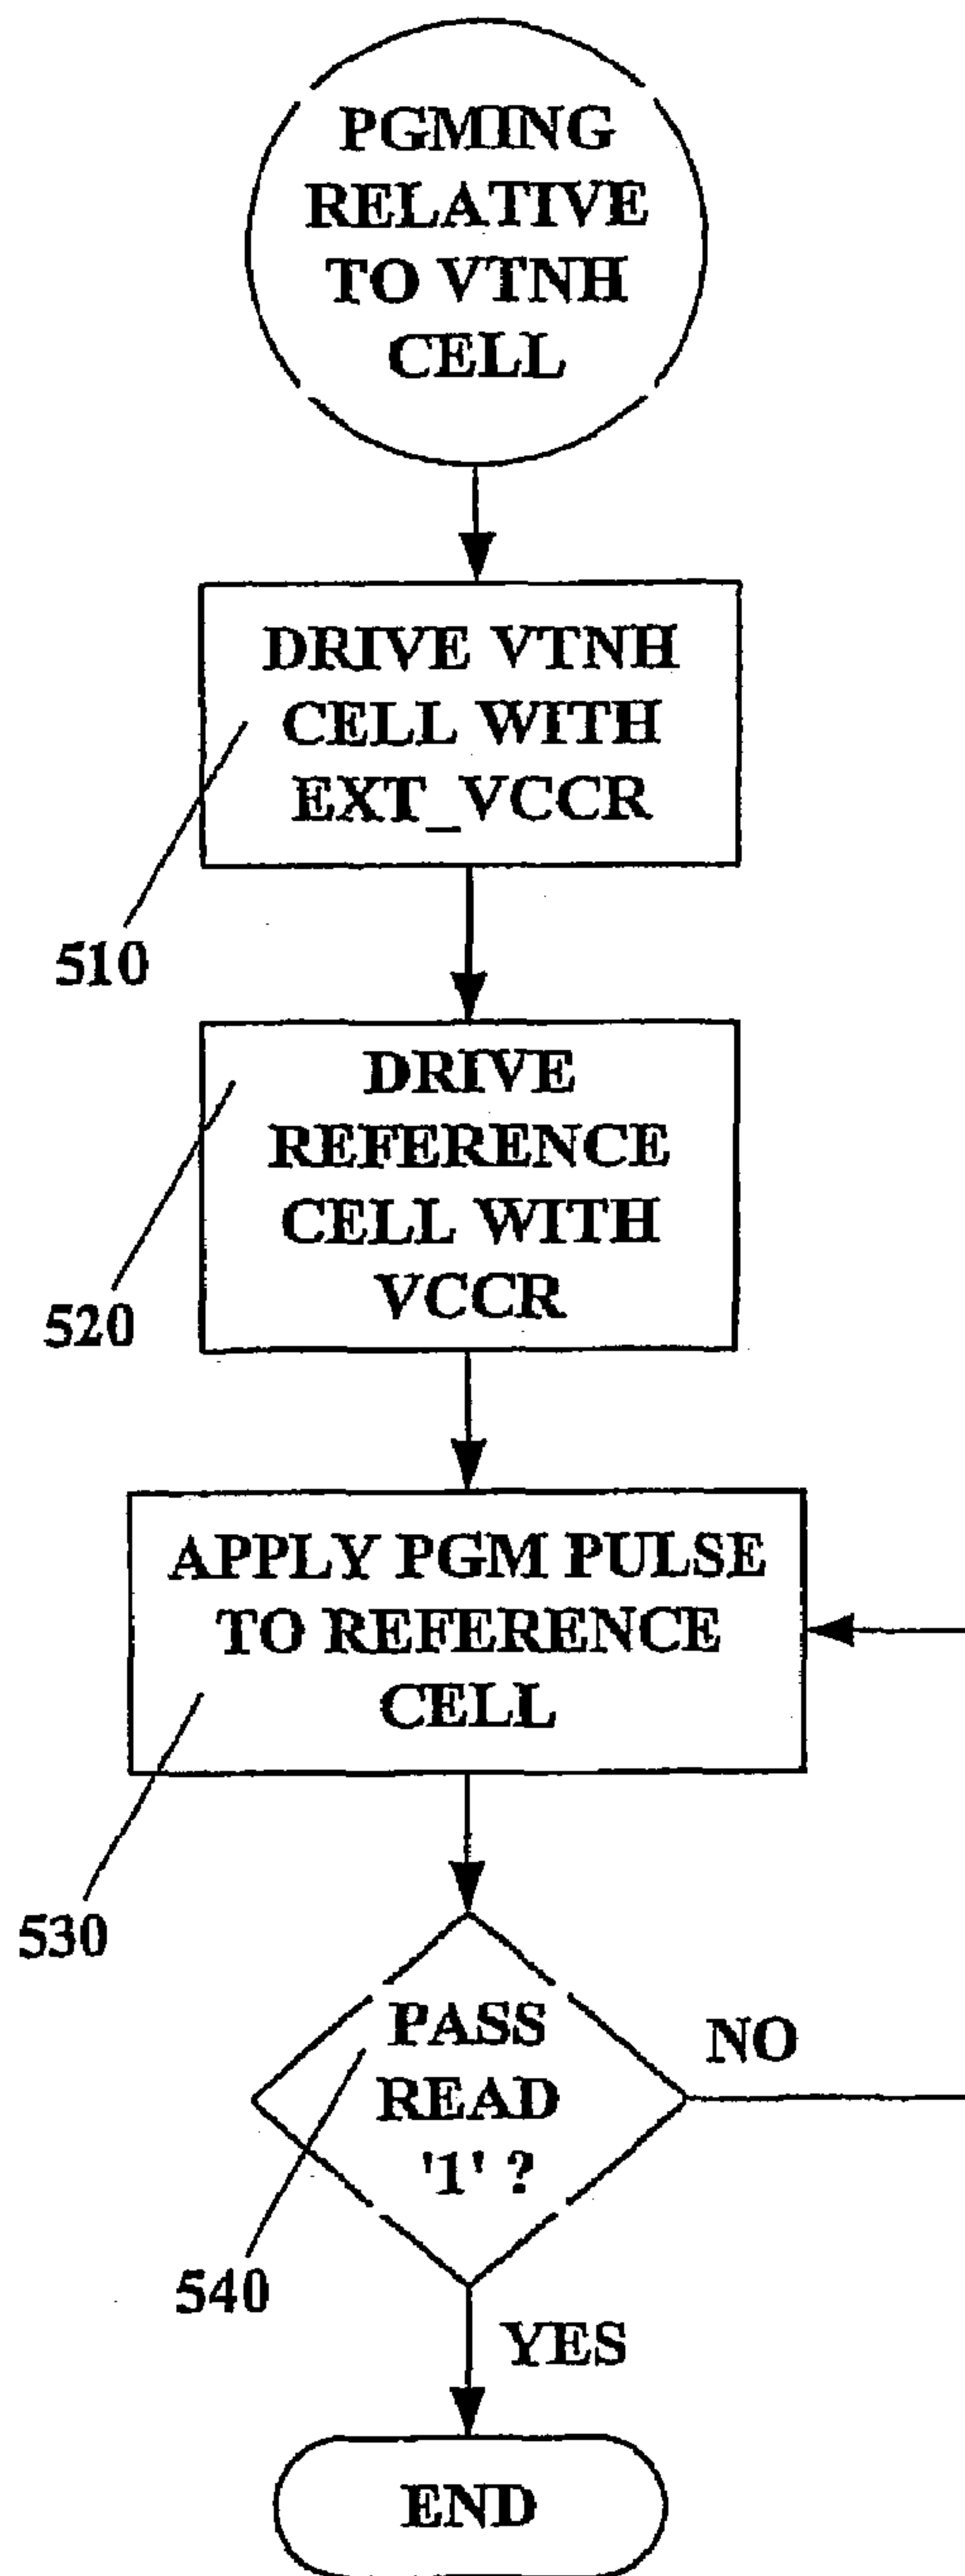 PGMING
RELATIVE
TO VTNH
CELL
DRIVE VTNH
CELL WITH
EXT_VCCR
510
DRIVE
REFERENCE
CELL WITH
VCCR
520
APPLY PGM PULSE
TO REFERENCE
CELL
530
PASS
READ
'1' ?
NO
540
YES
END